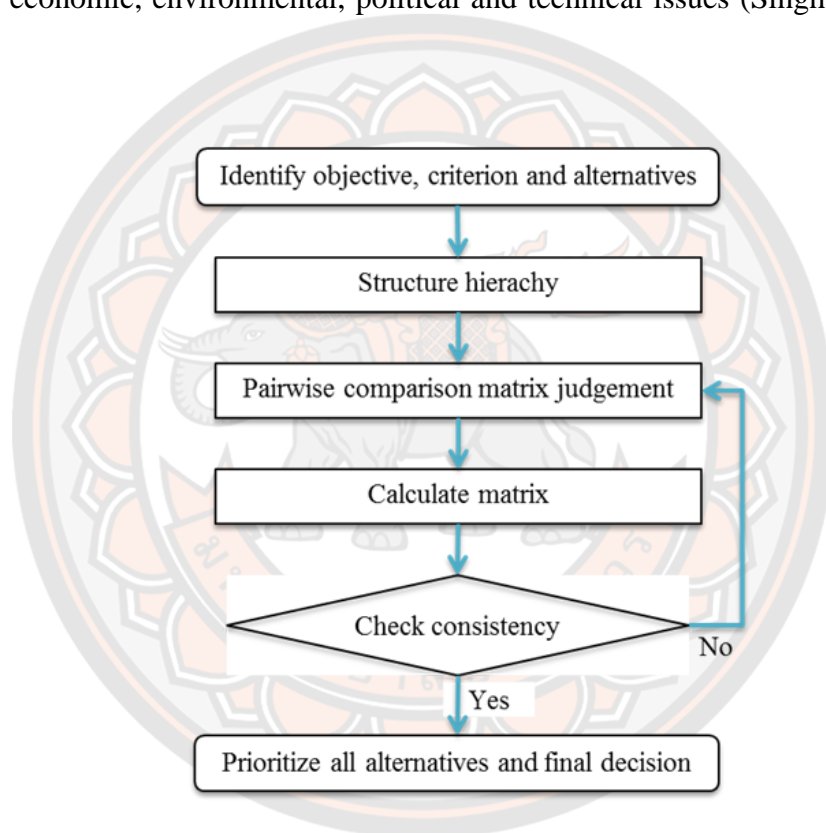 economic, environmental, political and technical issues (Singh
Identify objective, criterion and alternatives
Structure hierachy
Pairwise comparison matrix judgement
Calculate matrix
Check consistency
No
Yes
Prioritize all alternatives and final decision